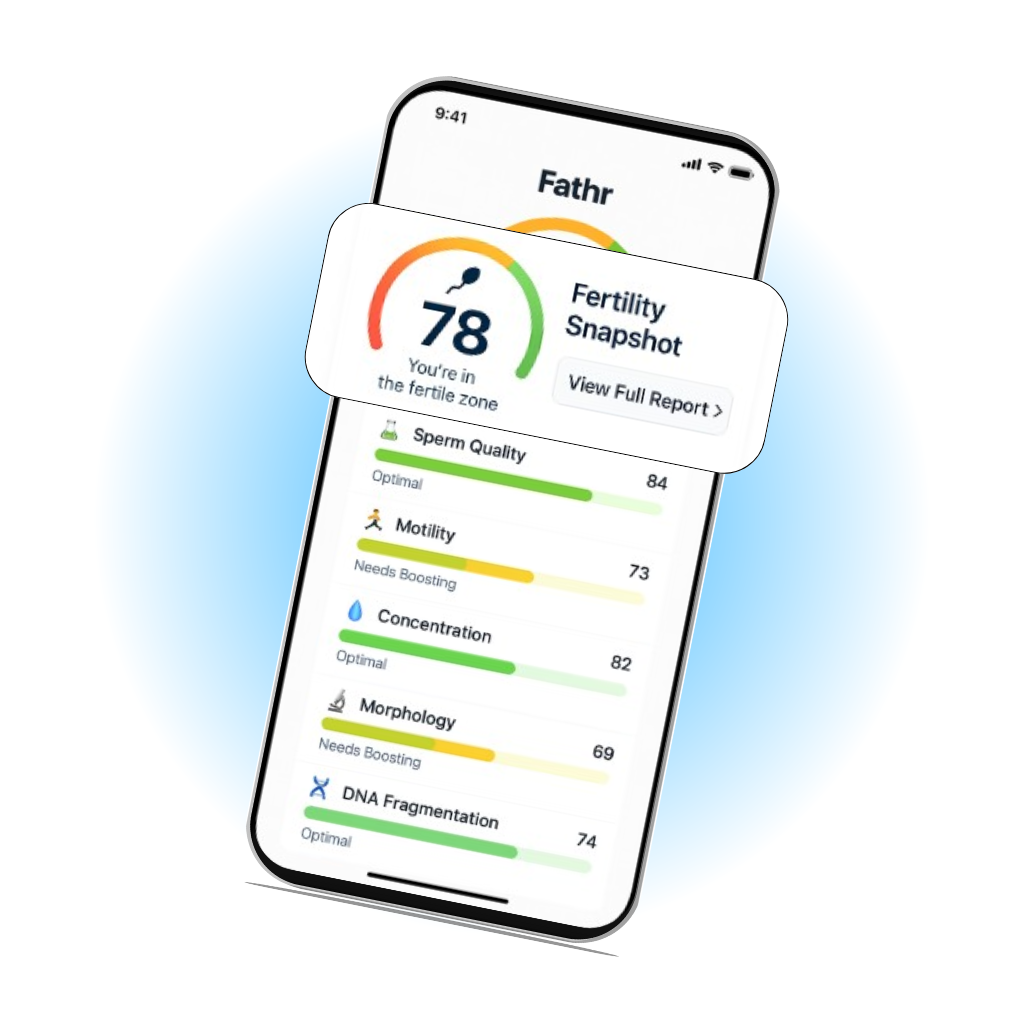 9:41
Fathr
78
You're in
the fertile zone
Fertility
Snapshot
View Full Report >
Sperm Quality
84
Optimal
Motility
73
Needs Boosting
Concentration
82
Optimal
Morphology
69
Needs Boosting
DNA Fragmentation
74
Optimal